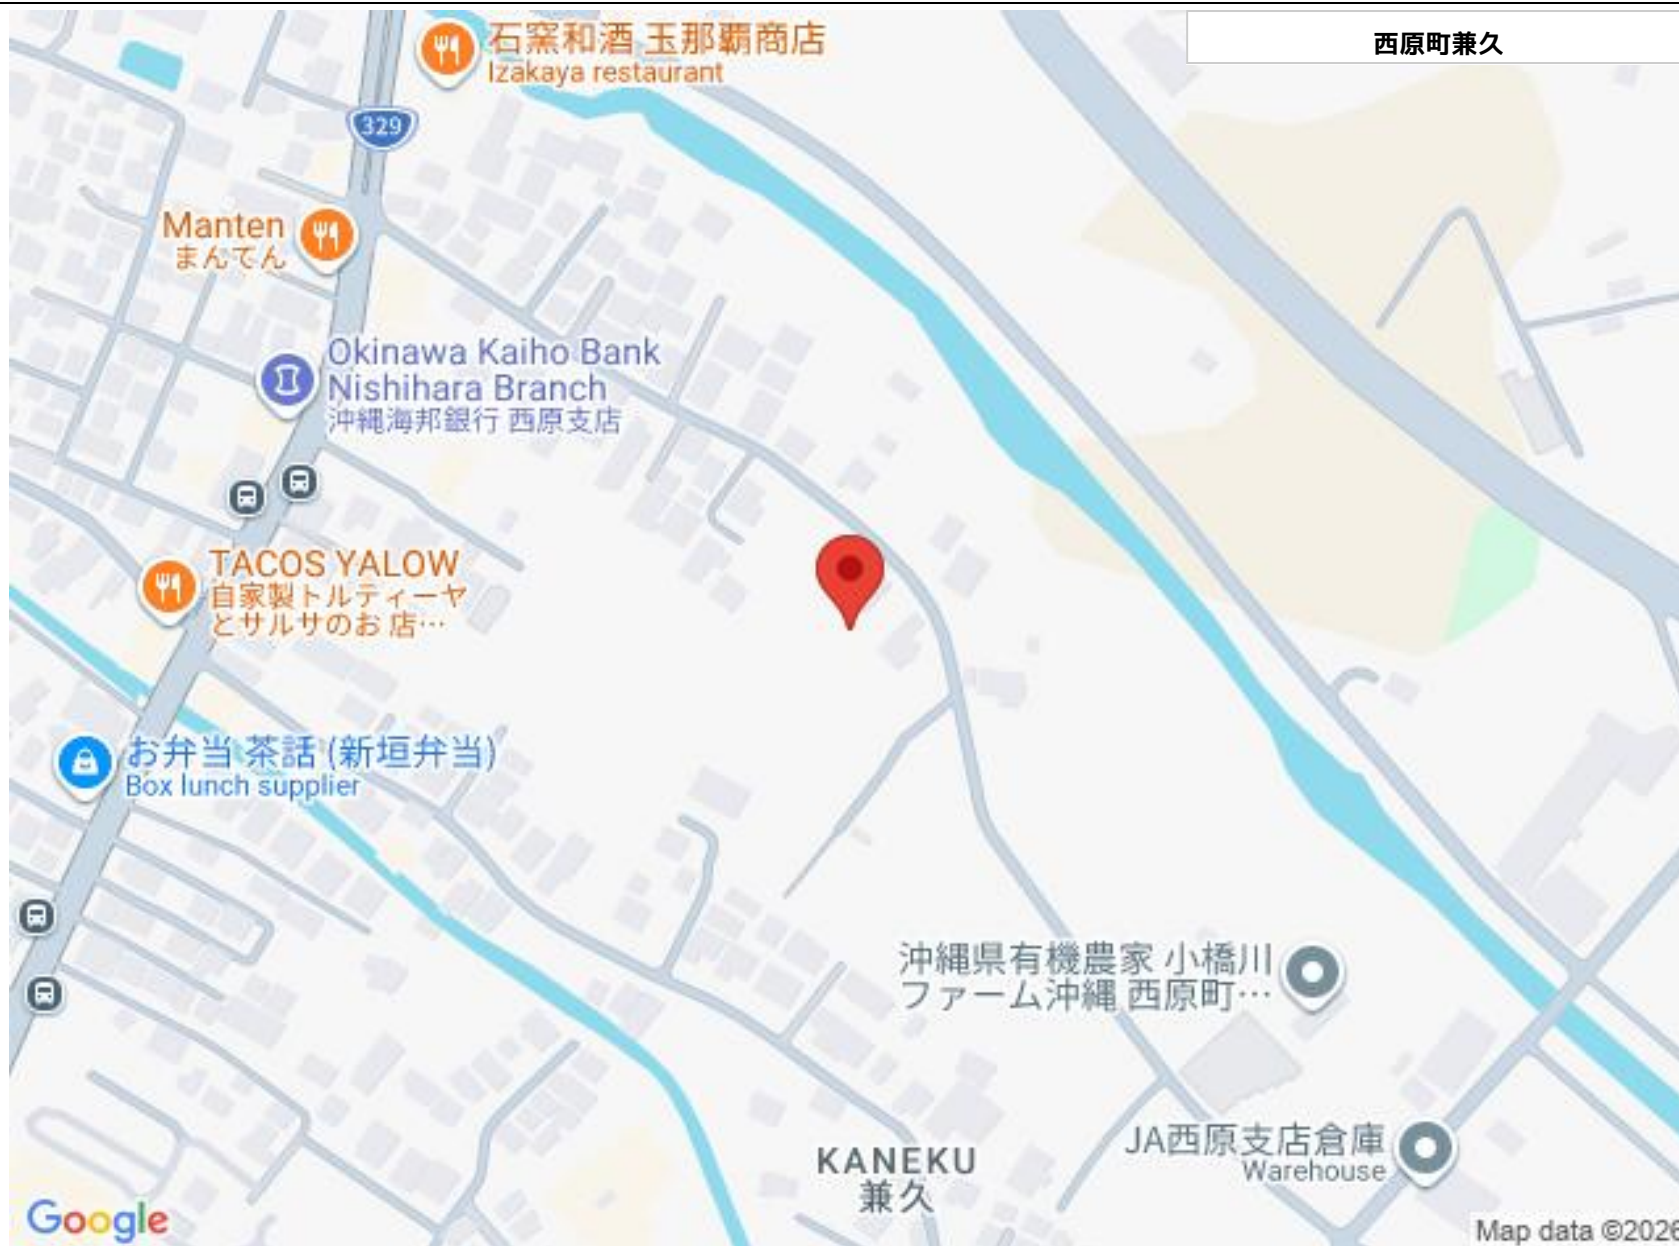 西原町兼久
石窯和酒 玉那覇商店
Izakaya restaurant
329
Manten
まんてん
Okinawa Kaiho Bank
Nishihara Branch
沖縄海邦銀行 西原支店
TACOS YALOW
自家製トルティーヤ
とサルサのお 店…
お弁当 茶話 (新垣弁当)
Box lunch supplier
沖縄県有機農家 小橋川
ファーム沖縄 西原町…
JA西原支店倉庫
Warehouse
KANEKU
兼久
Google
Map data ©2026